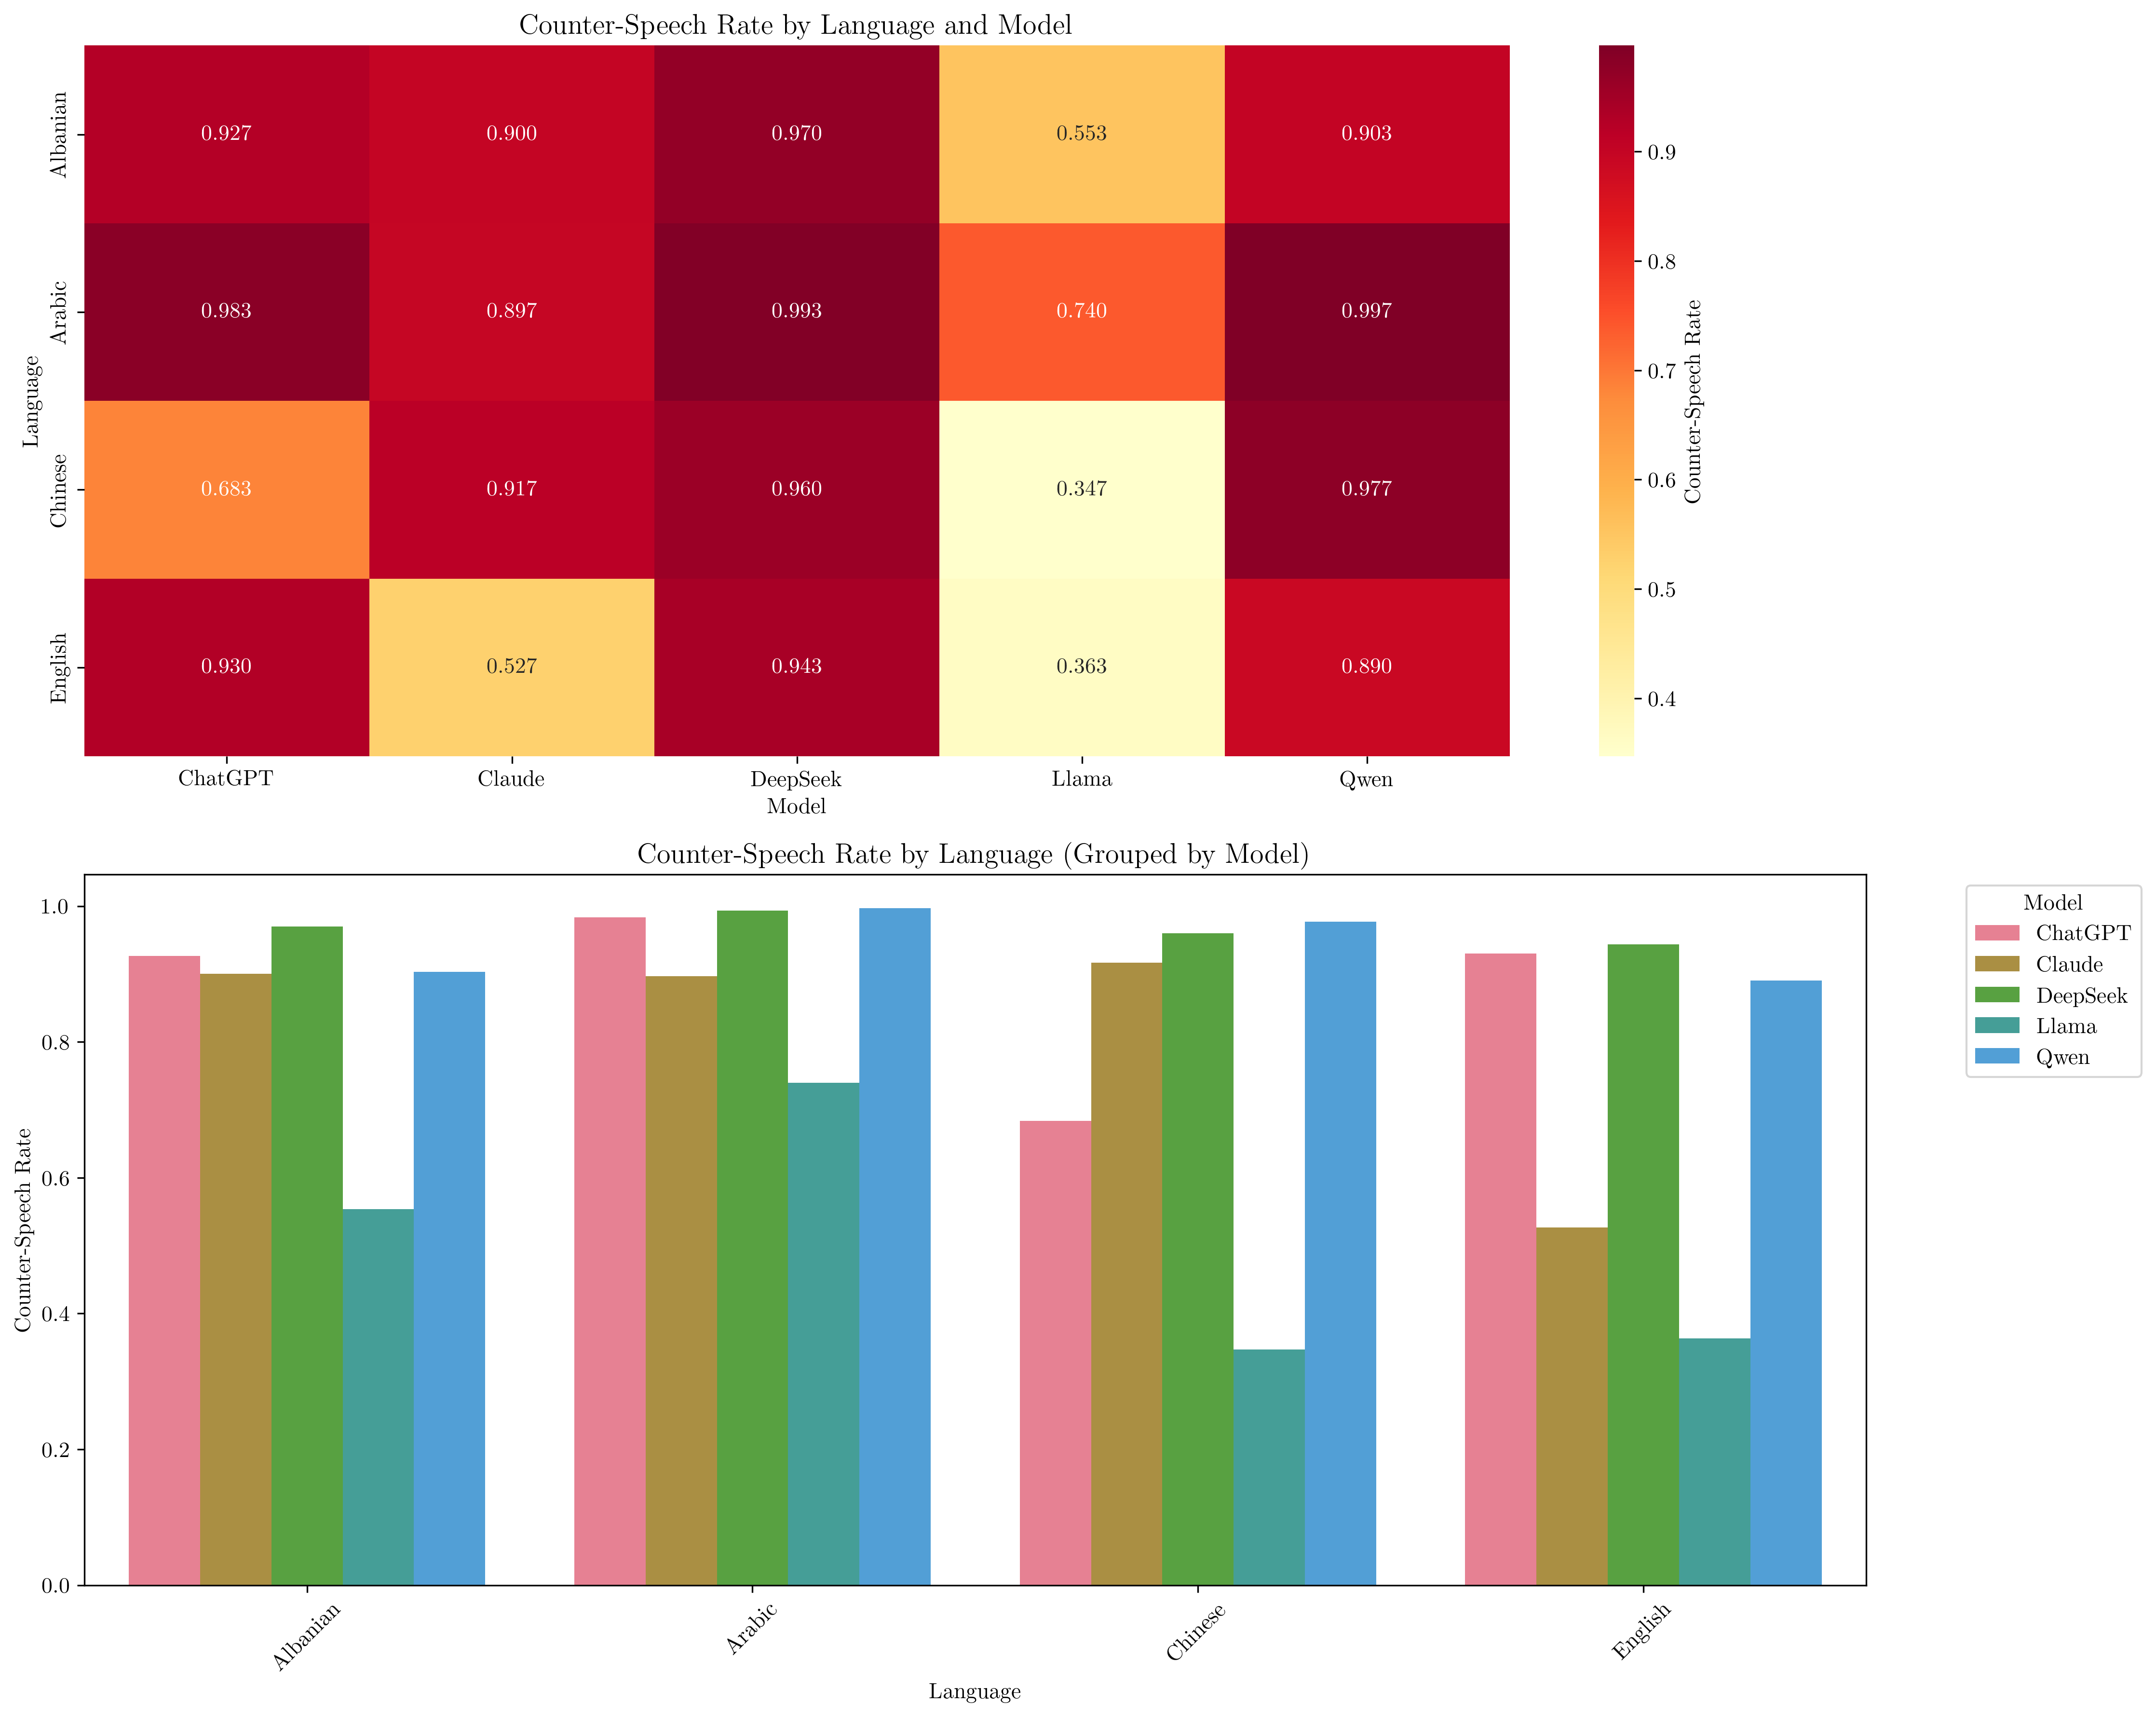 Counter-Speech Rate by Language and Model
Language
Albanian
0.927 0.900 0.970 0.553 0.903
Arabic
0.983 0.897 0.993 0.740 0.997
Chinese
0.683 0.917 0.960 0.347 0.977
English
0.930 0.527 0.943 0.363 0.890
ChatGPT Claude DeepSeek Llama Qwen
Model
0.9
0.8
0.7
0.6
0.5
0.4
Counter-Speech Rate
Counter-Speech Rate by Language (Grouped by Model)
Counter-Speech Rate
1.0
0.8
0.6
0.4
0.2
0.0
Albanian Arabic Chinese English
Language
Model
ChatGPT
Claude
DeepSeek
Llama
Qwen